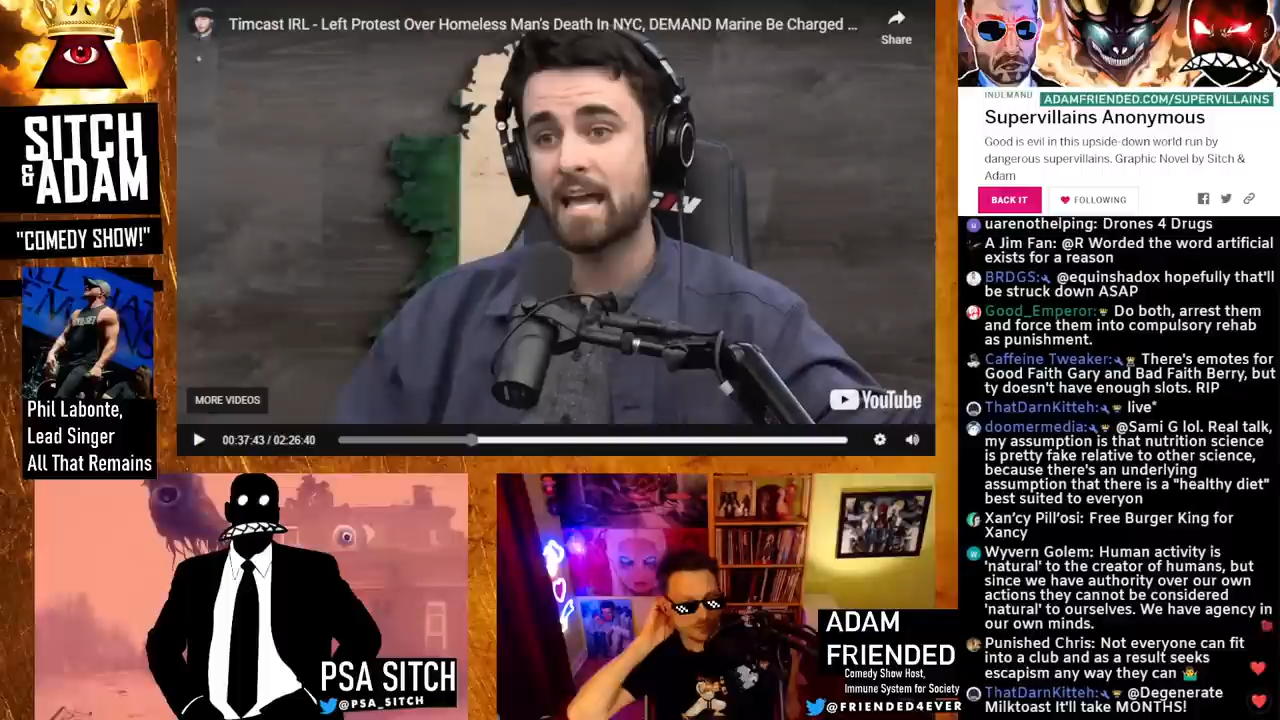 Timcast IRL - Left Protest Over Homeless Man's Death In NYC, DEMAND Marine Be Charged ...
Share
SITCH
& ADAM
"COMEDY SHOW!"
Phil Labonte,
Lead Singer
All That Remains
MORE VIDEOS
YouTube
00:37:43 / 02:26:40
PSA SITCH
@PSA_SITCH
ADAM
FRIENDED
Comedy Show Host,
Immune System for Society
@FRIENDED4EVER
INDEMAND
ADAMFRIENDED.COM/SUPERVILLAINS
Supervillains Anonymous
Good is evil in this upside-down world run by
dangerous supervillains. Graphic Novel by Sitch &
Adam
BACK IT
FOLLOWING
uarenothelping: Drones 4 Drugs
A Jim Fan: @R Worded the word artificial
exists for a reason
BRDGS: @equinshadox hopefully that'll
be struck down ASAP
Good_Emperor: Do both, arrest them
and force them into compulsory rehab
as punishment.
Caffeine Tweaker: There's emotes for
Good Faith Gary and Bad Faith Berry, but
ty doesn't have enough slots. RIP
ThatDarnKitteh: live*
doomermedia: @Sami G lol. Real talk,
my assumption is that nutrition science
is pretty fake relative to other science,
because there's an underlying
assumption that there is a "healthy diet"
best suited to everyon
Xan'cy Pill'osi: Free Burger King for
Xancy
Wyvern Golem: Human activity is
'natural' to the creator of humans, but
since we have authority over our own
actions they cannot be considered
'natural' to ourselves. We have agency in
our own minds.
Punished Chris: Not everyone can fit
into a club and as a result seeks
escapism any way they can
ThatDarnKitteh: @Degenerate
Milktoast It'll take MONTHS!